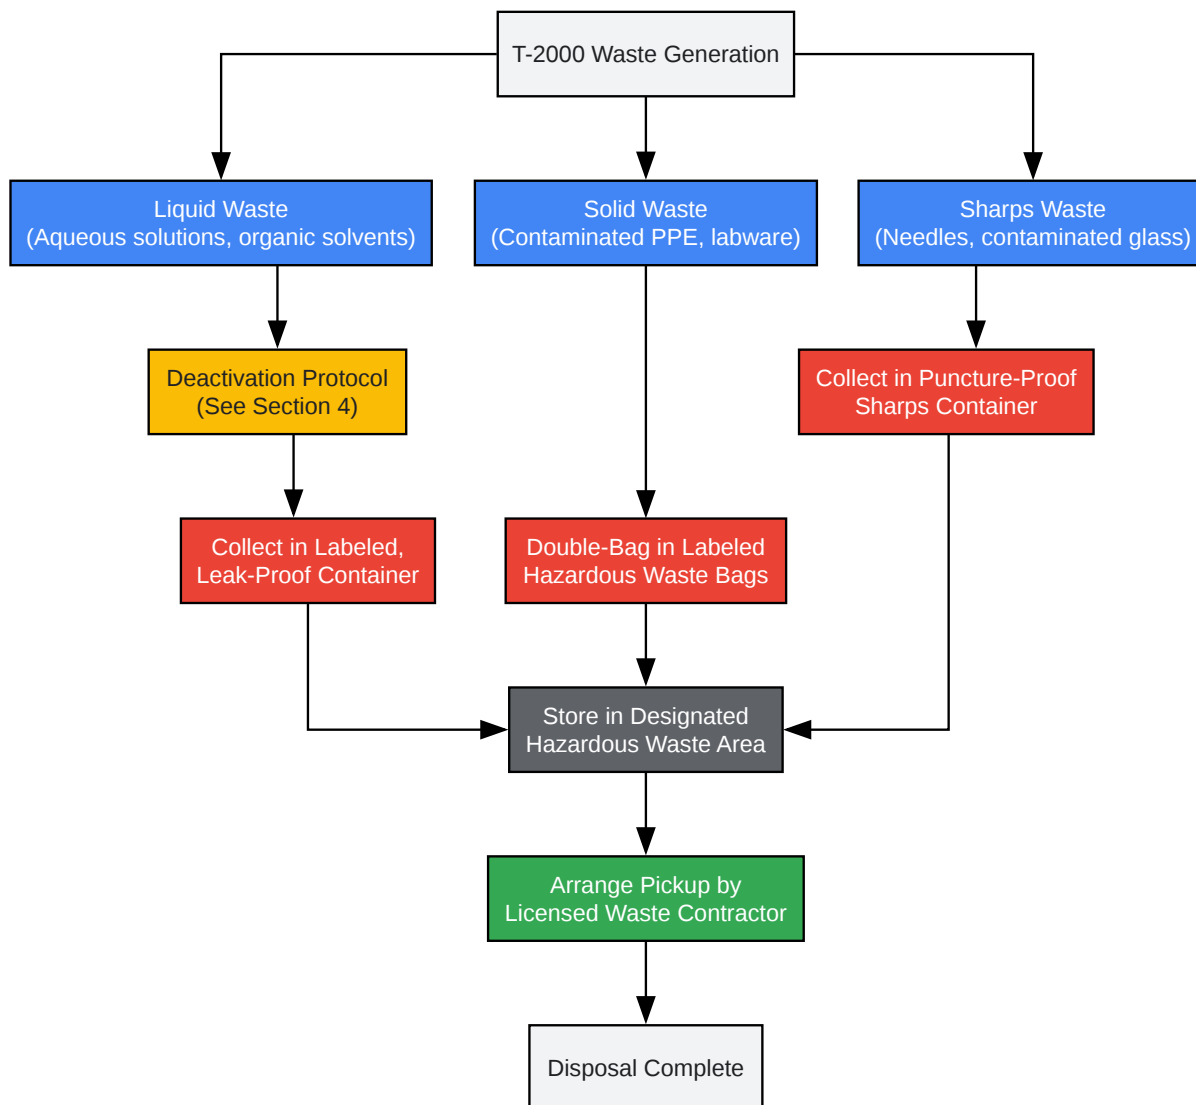 T-2000 Waste Generation
Liquid Waste
(Aqueous solutions, organic solvents)
Solid Waste
(Contaminated PPE, labware)
Sharps Waste
(Needles, contaminated glass)
Deactivation Protocol
(See Section 4)
Collect in Puncture-Proof
Sharps Container
Collect in Labeled,
Leak-Proof Container
Double-Bag in Labeled
Hazardous Waste Bags
Store in Designated
Hazardous Waste Area
Arrange Pickup by
Licensed Waste Contractor
Disposal Complete